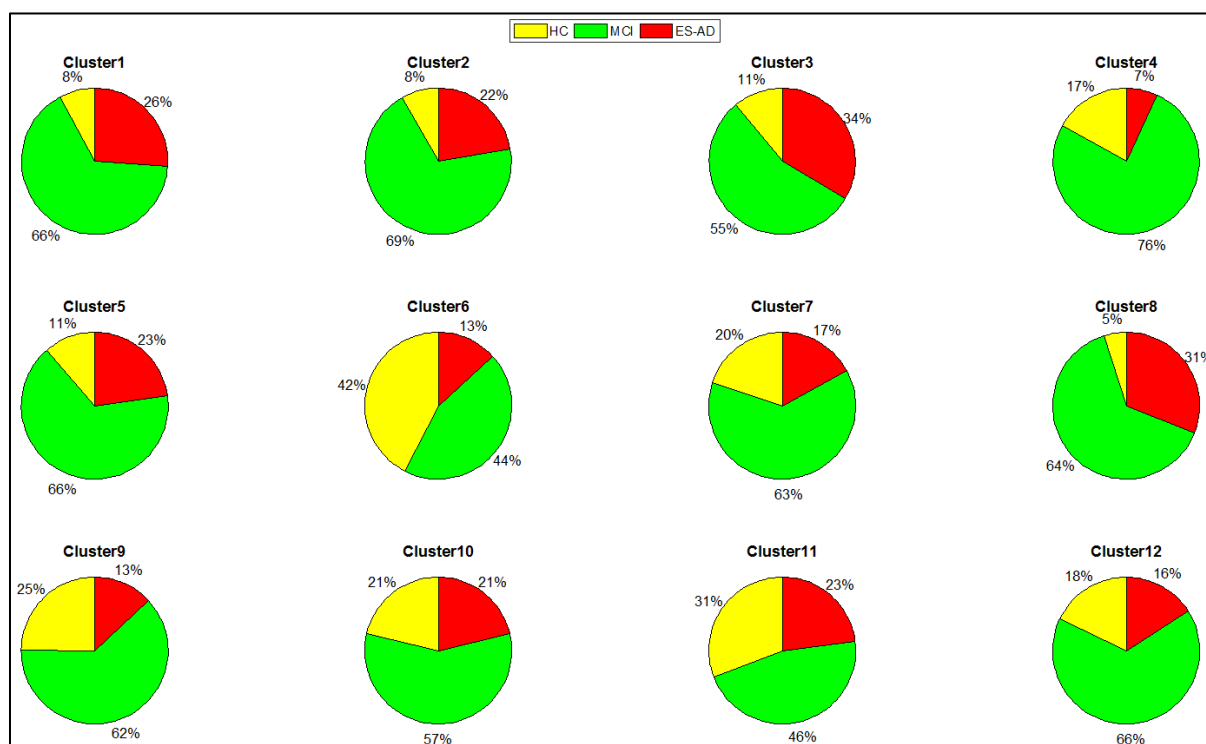 HC MCI ES-AD
Cluster1
8%
26%
66%
Cluster2
8%
22%
69%
Cluster3
11%
34%
55%
Cluster4
17%
7%
76%
Cluster5
11%
23%
66%
Cluster6
13%
42%
44%
Cluster7
20%
17%
63%
Cluster8
5%
31%
64%
Cluster9
25%
13%
62%
Cluster10
21%
21%
57%
Cluster11
31%
23%
46%
Cluster12
18%
16%
66%